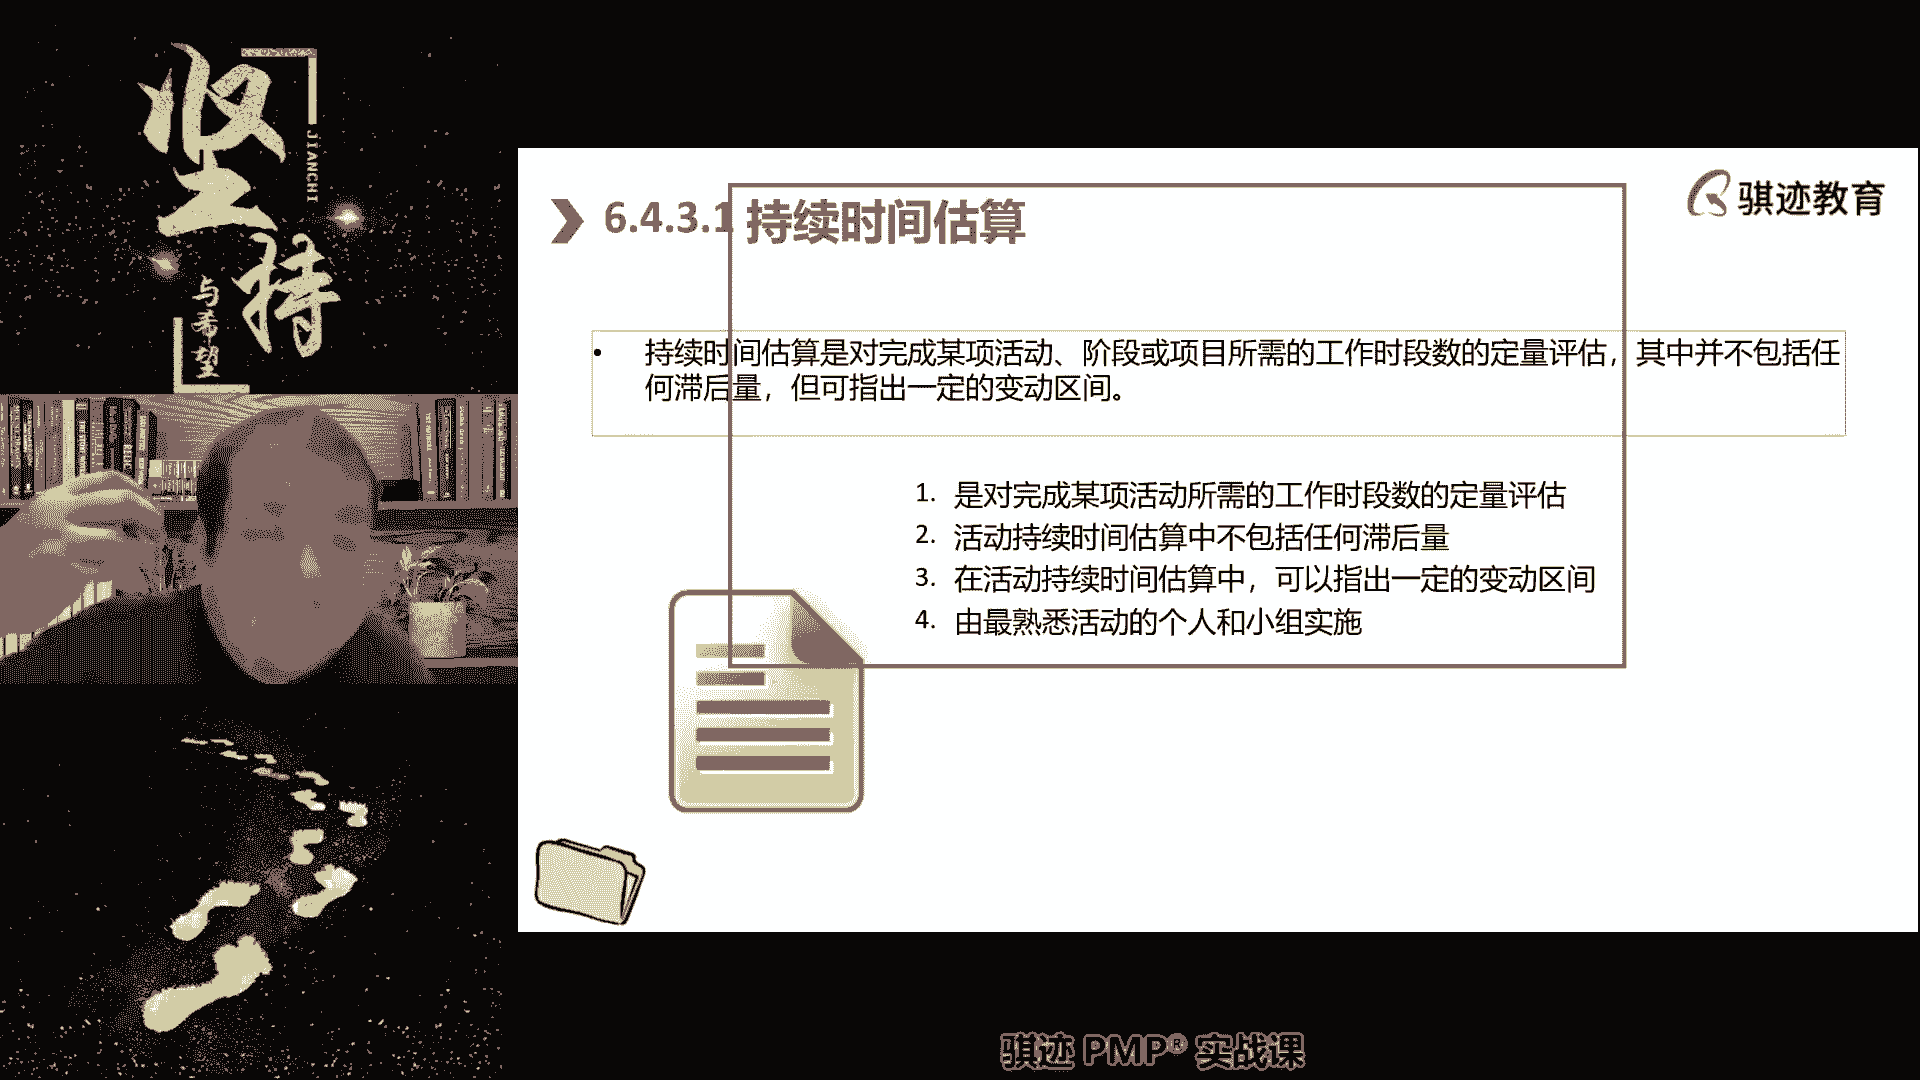 坚持
JIANCHI
与希望
骐迹教育
6.4.3.1 持续时间估算
• 持续时间估算是对完成某项活动、阶段或项目所需的工作时段数的定量评估，其中并不包括任
何滞后量，但可指出一定的变动区间。
1. 是对完成某项活动所需的工作时段数的定量评估
2. 活动持续时间估算中不包括任何滞后量
3. 在活动持续时间估算中，可以指出一定的变动区间
4. 由最熟悉活动的个人和小组实施
骐迹 PMP® 实战课